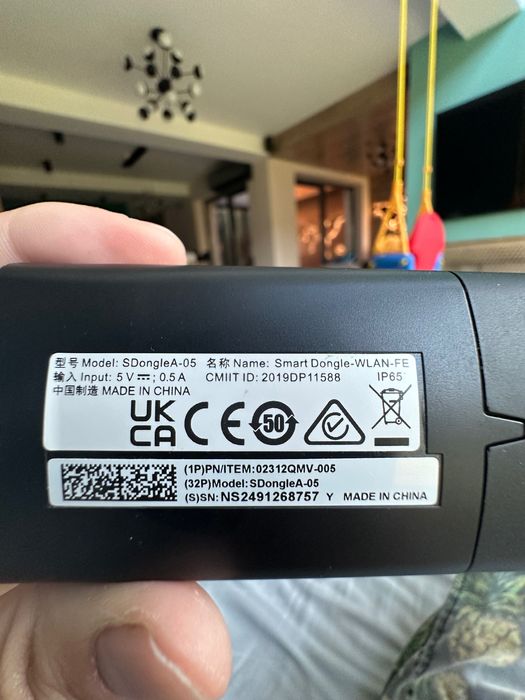 型号 Model: SDongleA-05 名称 Name: Smart Dongle-WLAN-FE
输入 Input: 5 V⎓; 0.5 A CMIIT ID: 2019DP11588 IP65
中国制造 MADE IN CHINA
UK
CA CE 50
(1P)PN/ITEM:02312QMV-005
(32P)Model:SDongleA-05
(S)SN:NS2491268757 Y MADE IN CHINA